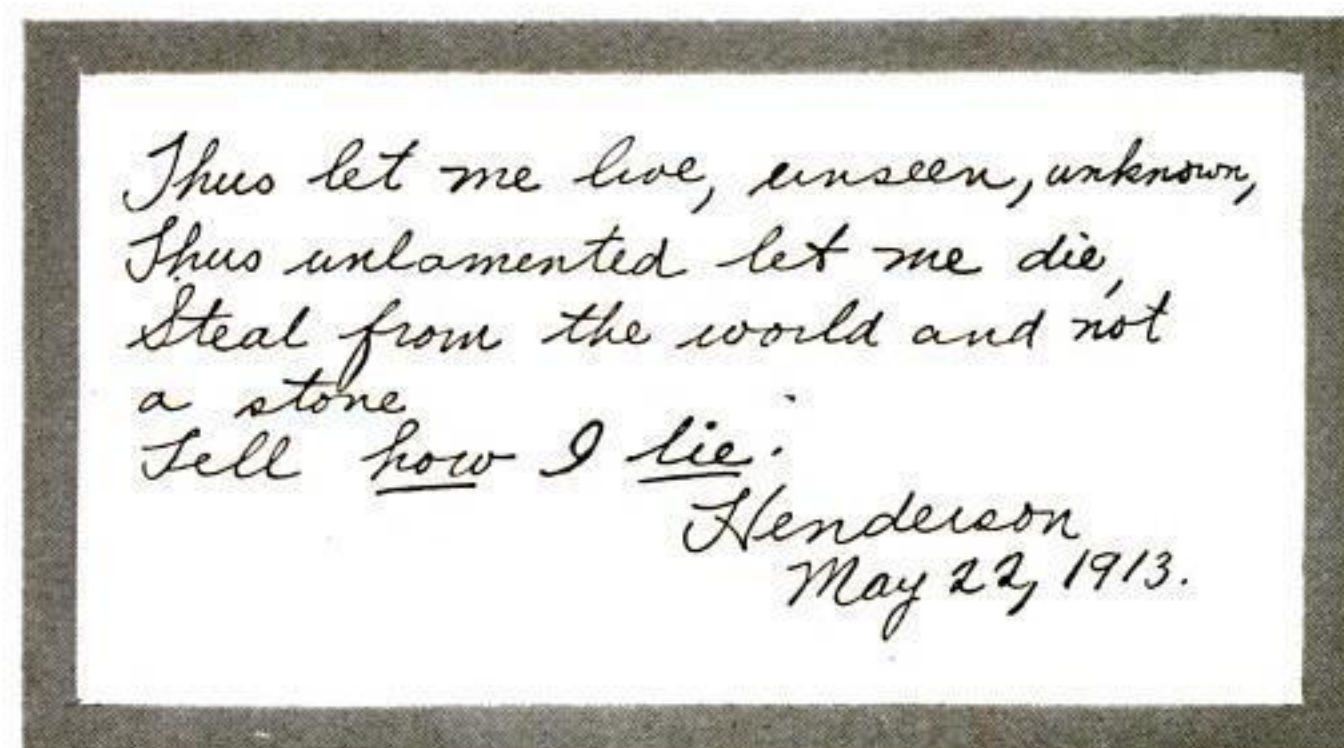 Thus let me live, unseen, unknown,
Thus unlamented let me die,
Steal from the world and not
a stone
Tell how I lie.
Henderson
May 22, 1913.